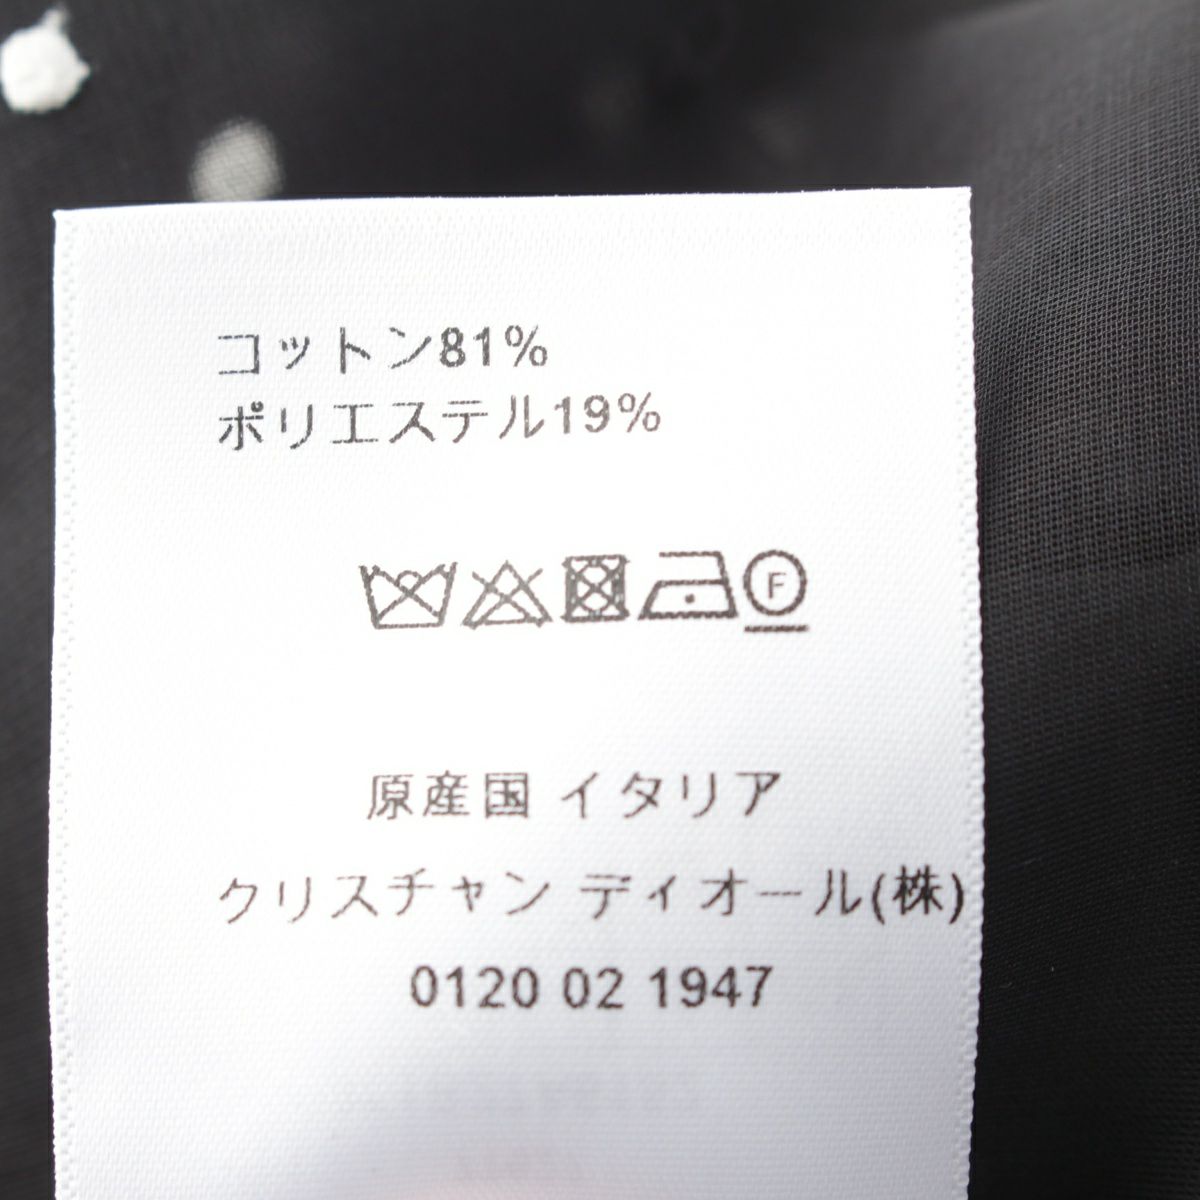 コットン81%
ポリエステル19%
F
原産国 イタリア
クリスチャン ディオール(株)
0120 02 1947